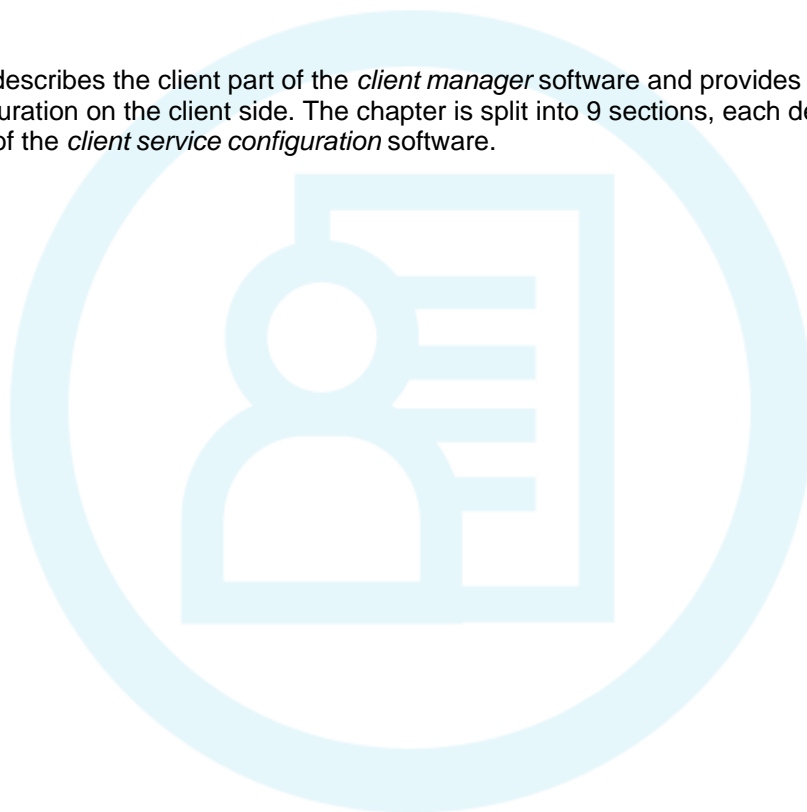 describes the client part of the client manager software and provides
uration on the client side. The chapter is split into 9 sections, each de
of the client service configuration software.